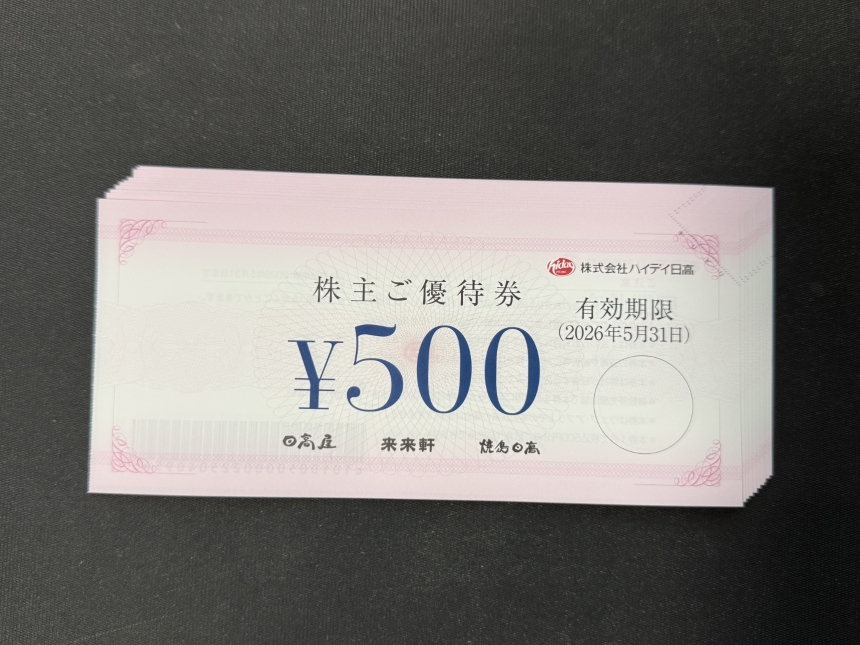 Hiday 株式会社ハイデイ日高
株主ご優待券
有効期限
(2026年5月31日)
¥500
日高屋 来来軒 焼鳥日高